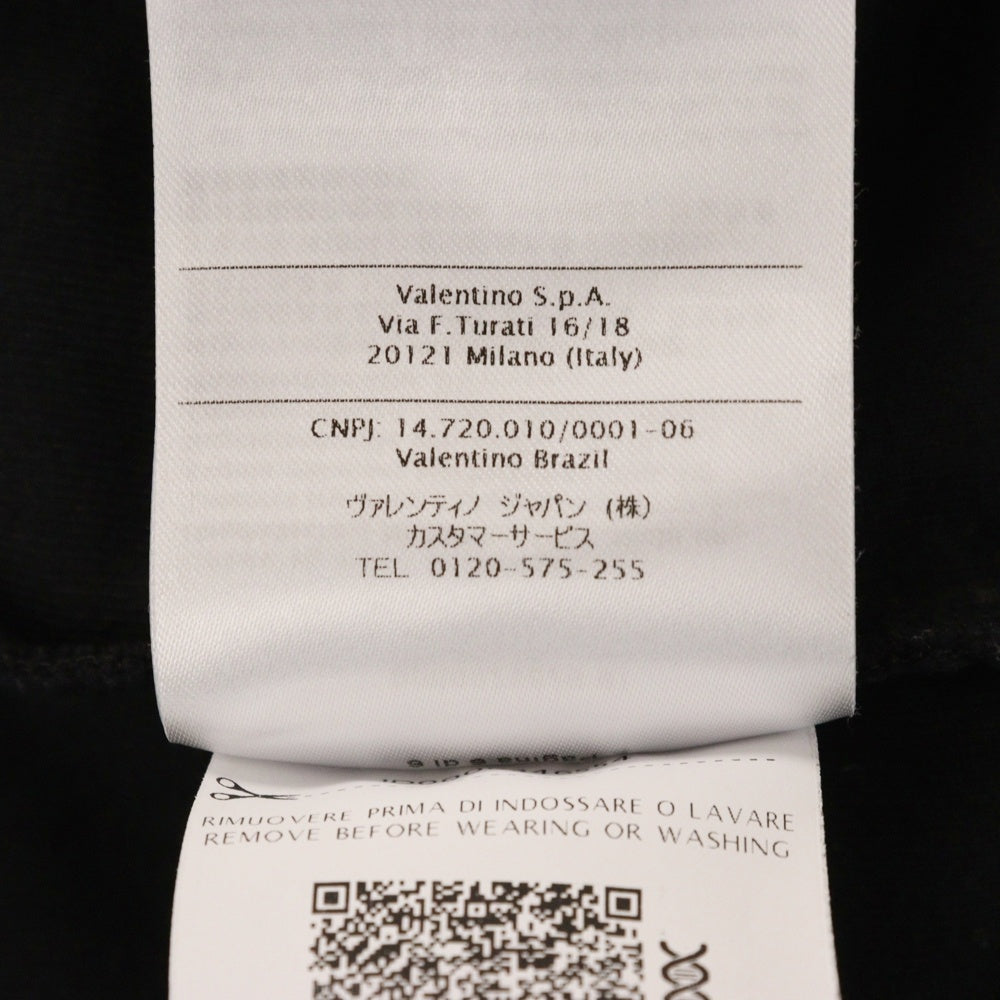 Valentino S.p.A.
Via F.Turati 16/18
20121 Milano (Italy)
CNPJ: 14.720.010/0001-06
Valentino Brazil
ヴァレンティノ ジャパン (株)
カスタマーサービス
TEL 0120-575-255
RIMUOVERE PRIMA DI INDOSSARE O LAVARE
REMOVE BEFORE WEARING OR WASHING